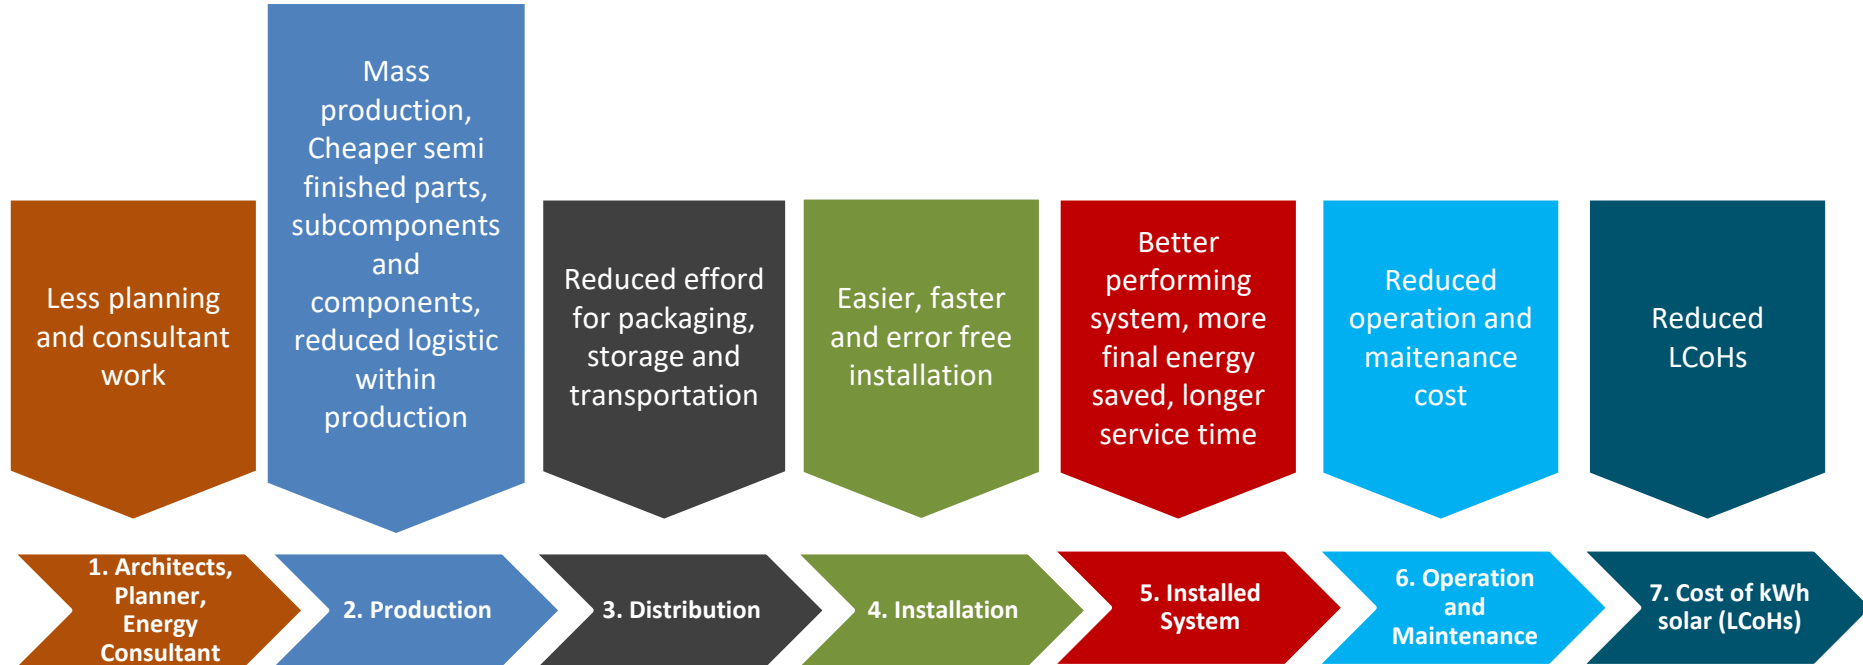 Less planning
and consultant
work
Mass
production,
Cheaper semi
finished parts,
subcomponents
and
components,
reduced logistic
within
production
Reduced efford
for packaging,
storage and
transportation
Easier, faster
and error free
installation
Better
performing
system, more
final energy
saved, longer
service time
Reduced
operation and
maitenance
cost
Reduced
LCoHs
1. Architects,
Planner,
Energy
Consultant
2. Production
3. Distribution
4. Installation
5. Installed
System
6. Operation
and
Maintenance
7. Cost of kWh
solar (LCoHs)